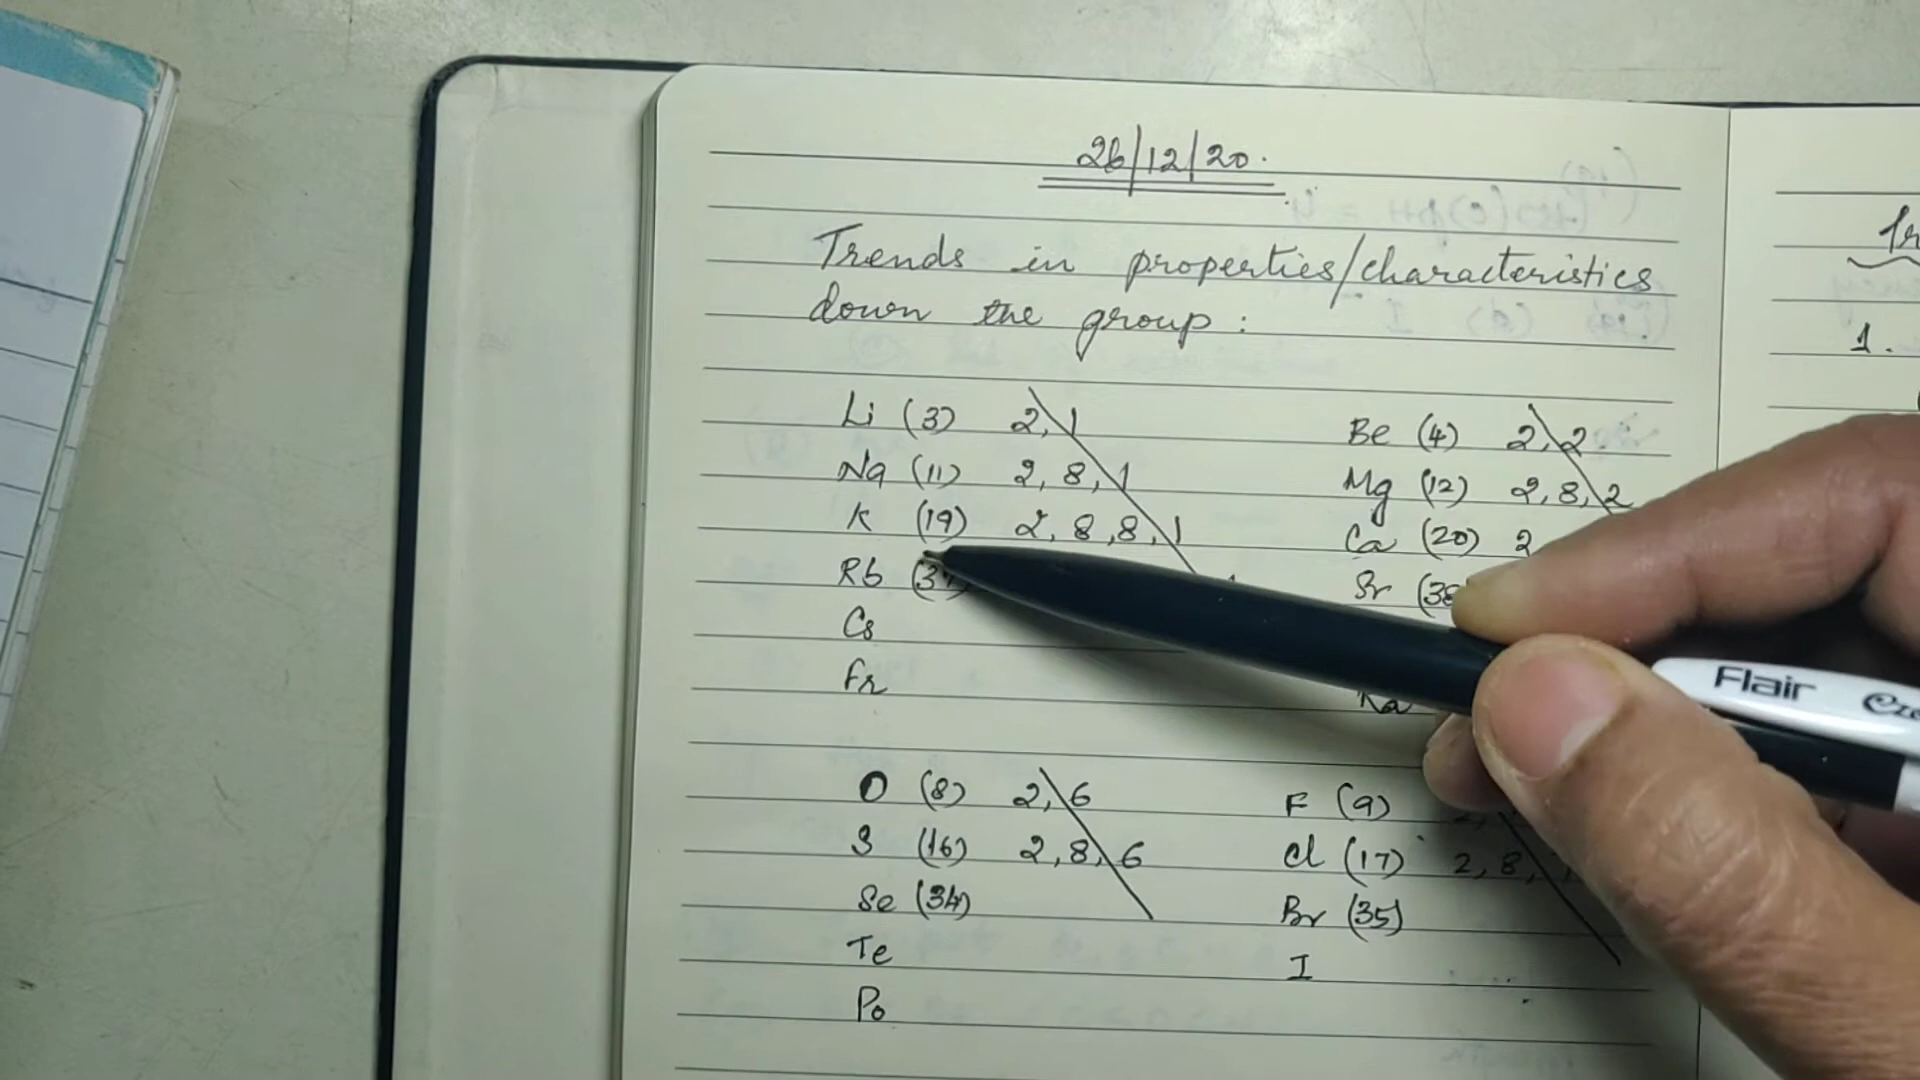 26/12/20.
Trends in properties/characteristics
down the group :
1.
Li (3) 2, 1
Na (11) 2, 8, 1
K (19) 2, 8, 8, 1
Rb
Cs
Fr
Be (4) 2, 2
Mg (12) 2, 8, 2
Ca (20) 2
Sr (38)
Ra
O (8) 2, 6
S (16) 2, 8, 6
Se (34)
Te
Po
F (9)
Cl (17) 2, 8,
Br (35)
I
Flair